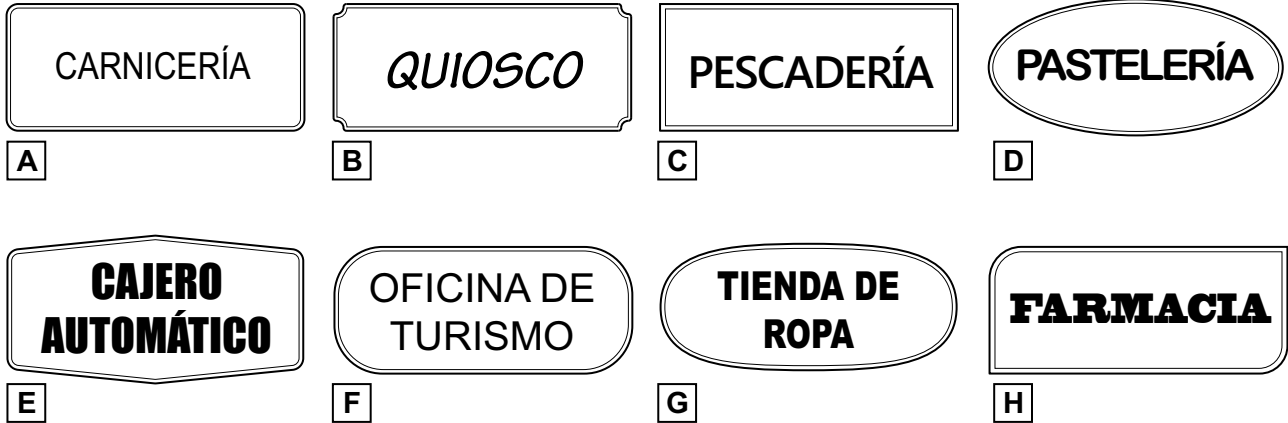 CARNICERÍA
A
QUIOSCO
B
PESCADERÍA
C
PASTELERÍA
D
CAJERO
AUTOMÁTICO
E
OFICINA DE
TURISMO
F
TIENDA DE
ROPA
G
FARMACIA
H